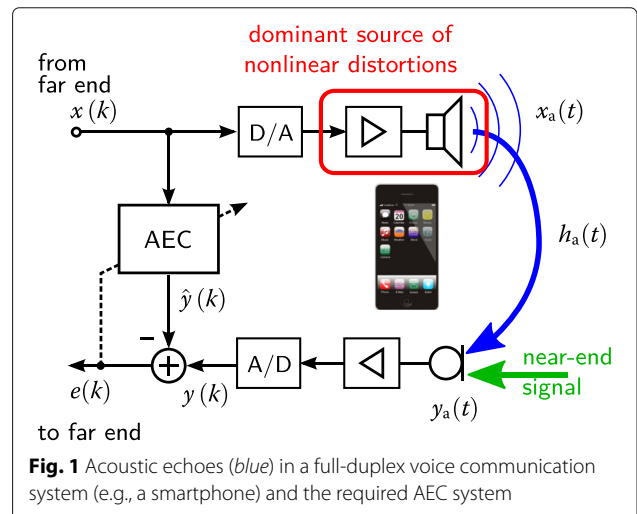 dominant source of
nonlinear distortions
from
far end
x (k)
D/A
xa(t)
AEC
ha(t)
ŷ (k)
−
+
A/D
near-end
signal
e(k)
y (k)
ya(t)
to far end
Fig. 1 Acoustic echoes (blue) in a full-duplex voice communication
system (e.g., a smartphone) and the required AEC system